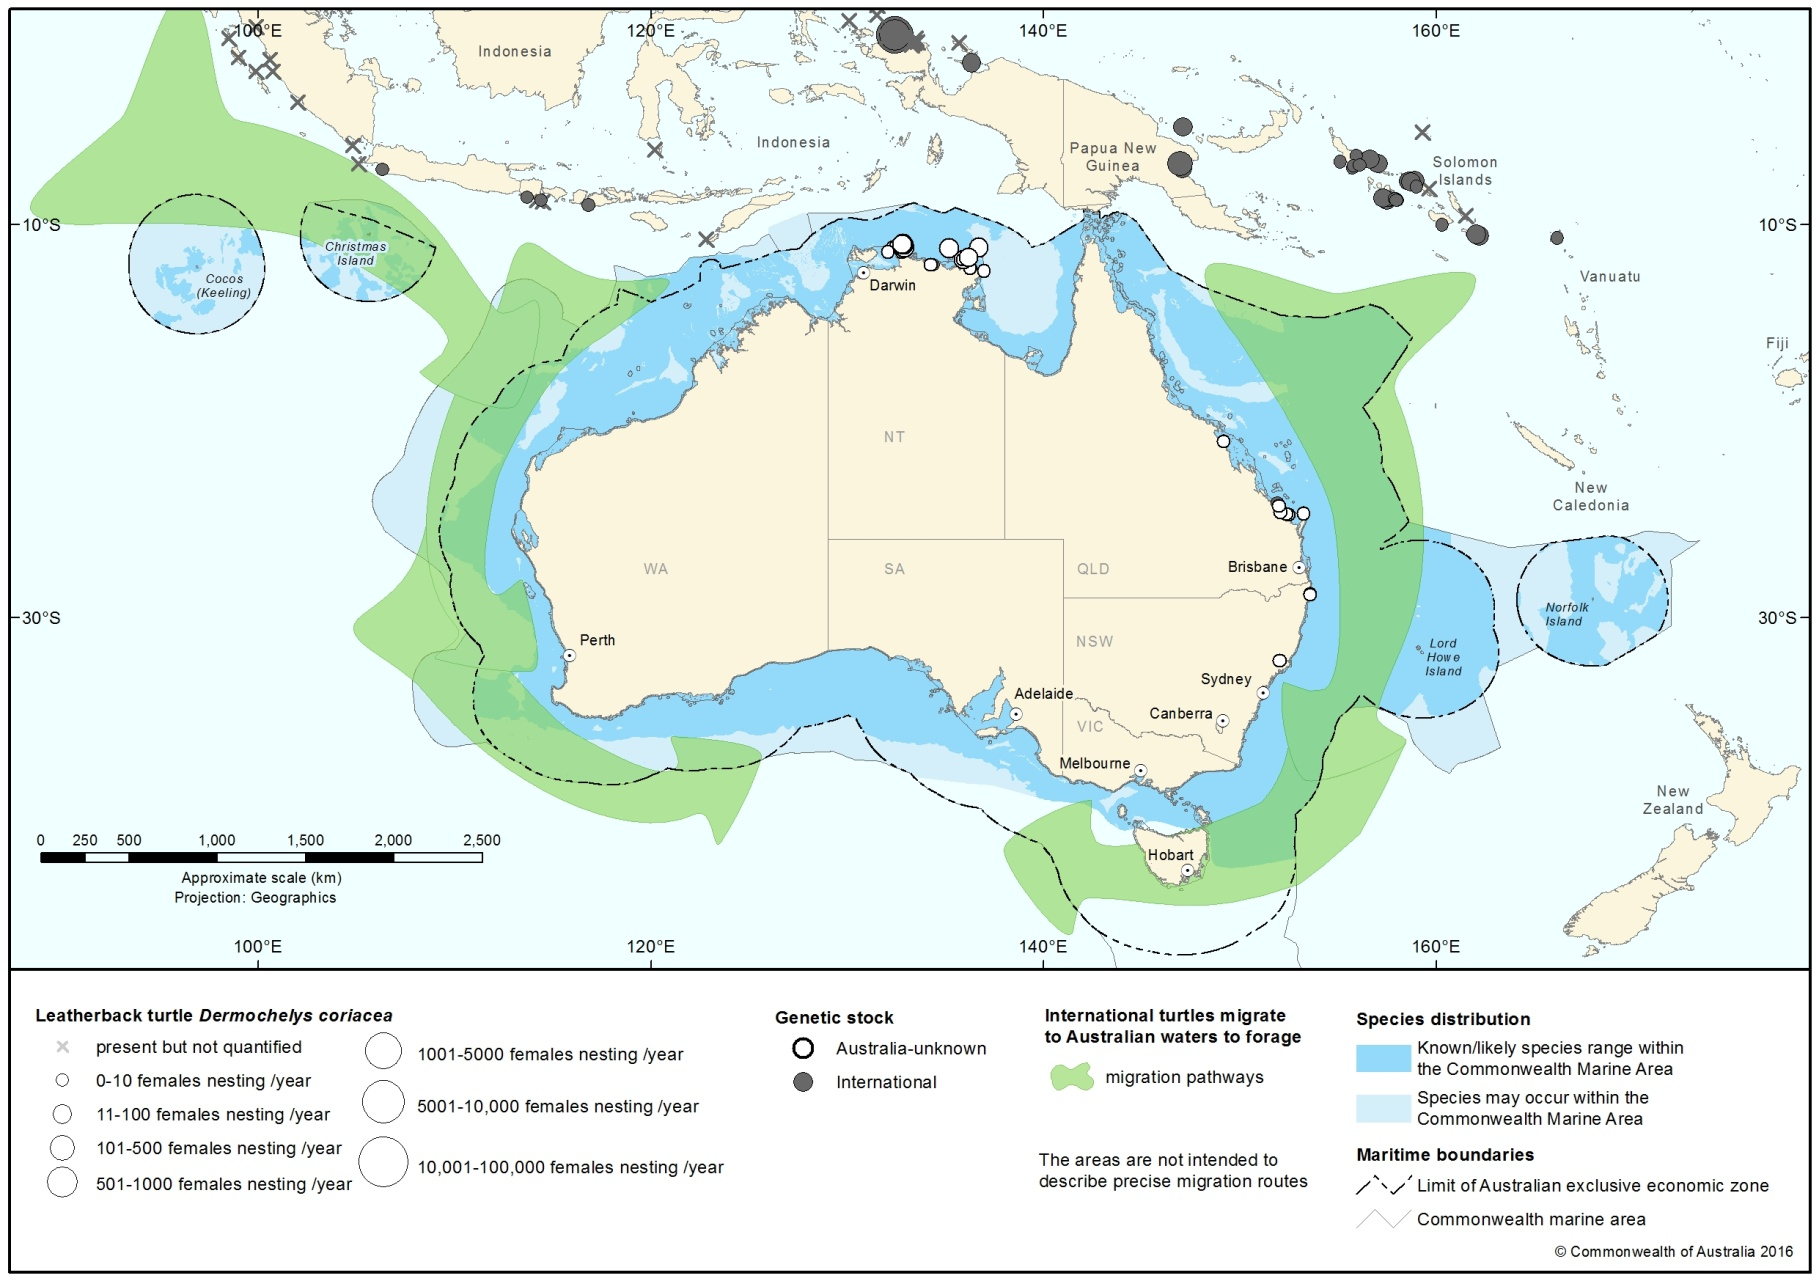 100°E
120°E
140°E
160°E
Indonesia
Indonesia
Papua New
Guinea
Solomon
Islands
10°S
10°S
Christmas
Island
Cocos
(Keeling)
Darwin
Vanuatu
Fiji
NT
New
Caledonia
WA
SA
QLD
Brisbane
30°S
30°S
Norfolk
Island
Perth
NSW
Lord
Howe
Island
Sydney
Adelaide
Canberra
VIC
Melbourne
New
Zealand
Hobart
0 250 500 1,000 1,500 2,000 2,500
Approximate scale (km)
Projection: Geographics
100°E
120°E
140°E
160°E
Leatherback turtle Dermochelys coriacea
present but not quantified
0-10 females nesting /year
11-100 females nesting /year
101-500 females nesting /year
501-1000 females nesting /year
1001-5000 females nesting /year
5001-10,000 females nesting /year
10,001-100,000 females nesting /year
Genetic stock
Australia-unknown
International
International turtles migrate
to Australian waters to forage
migration pathways
The areas are not intended to
describe precise migration routes
Species distribution
Known/likely species range within
the Commonwealth Marine Area
Species may occur within the
Commonwealth Marine Area
Maritime boundaries
Limit of Australian exclusive economic zone
Commonwealth marine area
© Commonwealth of Australia 2016